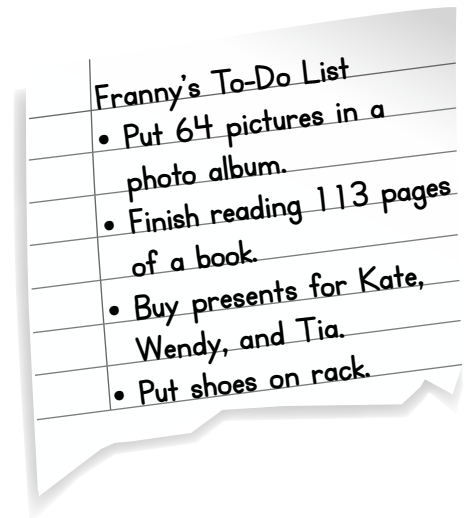 Franny's To-Do List
• Put 64 pictures in a
photo album.
• Finish reading 113 pages
of a book.
• Buy presents for Kate,
Wendy, and Tia.
• Put shoes on rack.